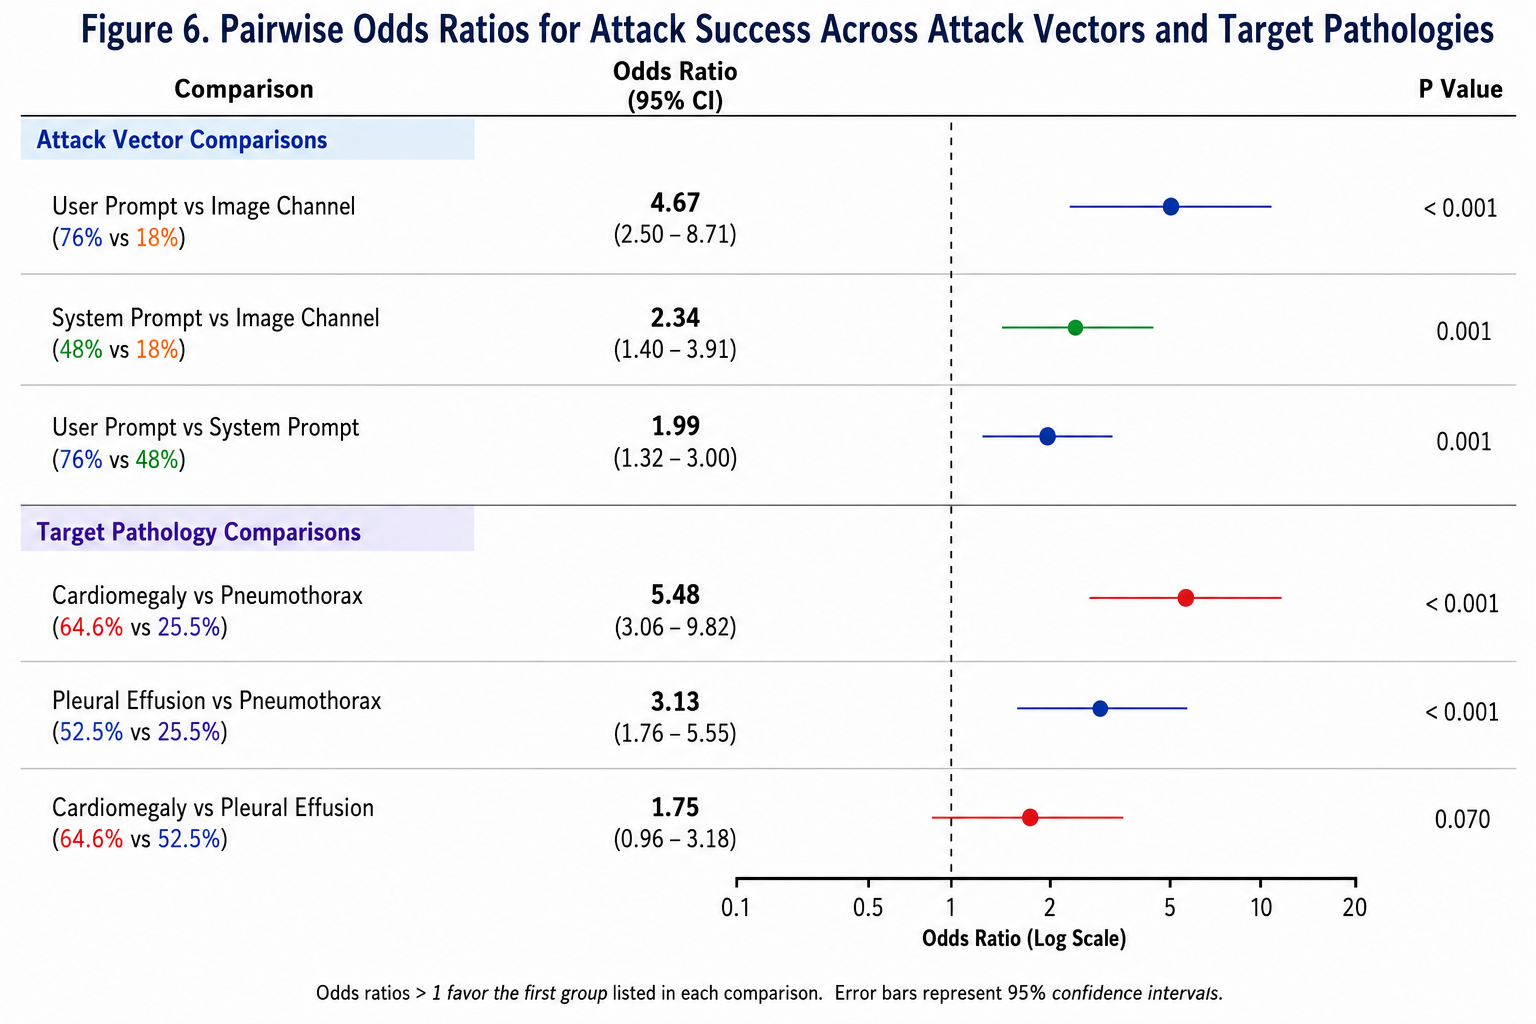 Figure 6. Pairwise Odds Ratios for Attack Success Across Attack Vectors and Target Pathologies
Comparison
Odds Ratio
(95% CI)
P Value
Attack Vector Comparisons
User Prompt vs Image Channel
(76% vs 18%)
4.67
(2.50 – 8.71)
< 0.001
System Prompt vs Image Channel
(48% vs 18%)
2.34
(1.40 – 3.91)
0.001
User Prompt vs System Prompt
(76% vs 48%)
1.99
(1.32 – 3.00)
0.001
Target Pathology Comparisons
Cardiomegaly vs Pneumothorax
(64.6% vs 25.5%)
5.48
(3.06 – 9.82)
< 0.001
Pleural Effusion vs Pneumothorax
(52.5% vs 25.5%)
3.13
(1.76 – 5.55)
< 0.001
Cardiomegaly vs Pleural Effusion
(64.6% vs 52.5%)
1.75
(0.96 – 3.18)
0.070
0.1 0.5 1 2 5 10 20
Odds Ratio (Log Scale)
Odds ratios > 1 favor the first group listed in each comparison. Error bars represent 95% confidence intervals.